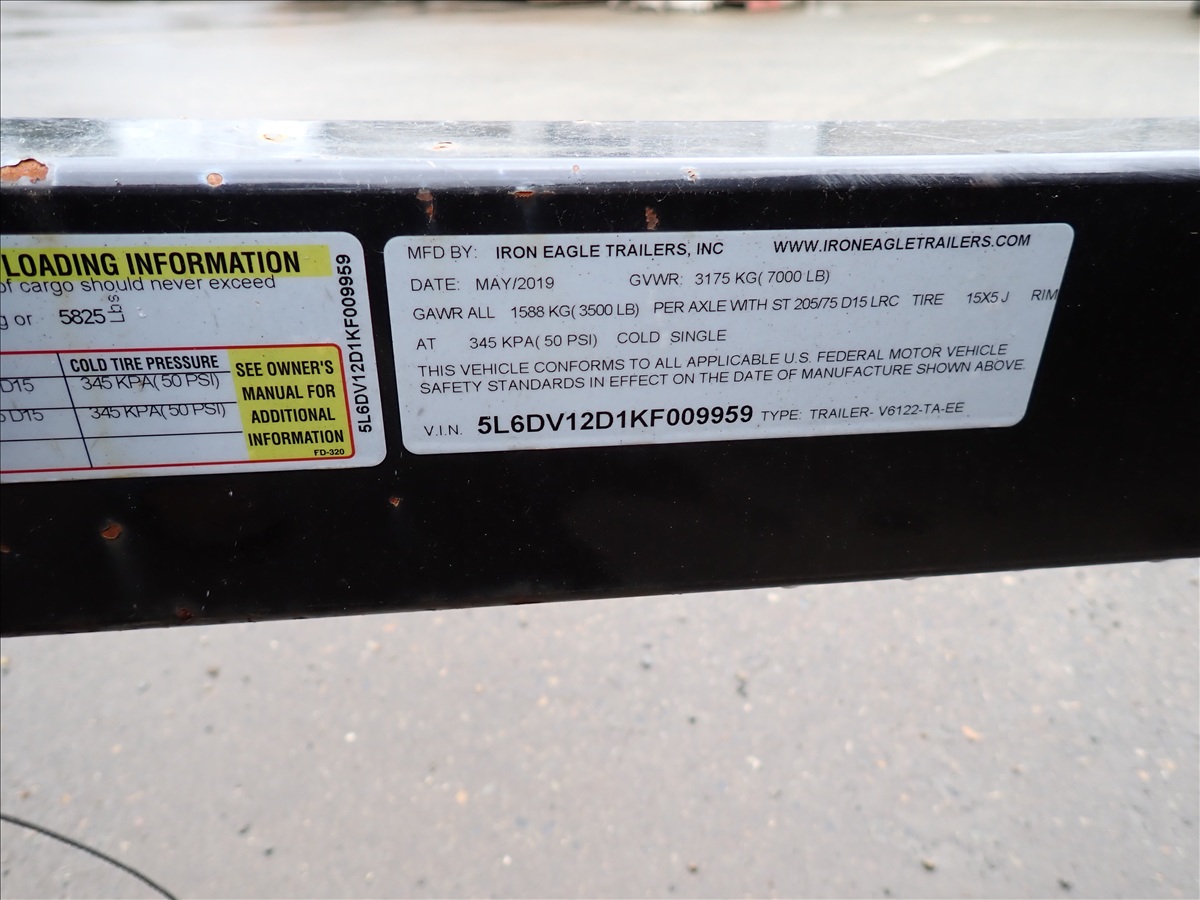 LOADING INFORMATION
of cargo should never exceed
g or 5825 Lbs
COLD TIRE PRESSURE
D15 345 KPA( 50 PSI)
D15 345 KPA( 50 PSI)
SEE OWNER'S
MANUAL FOR
ADDITIONAL
INFORMATION
FD-320
5L6DV12D1KF009959
MFD BY: IRON EAGLE TRAILERS, INC WWW.IRONEAGLETRAILERS.COM
DATE: MAY/2019 GVWR: 3175 KG( 7000 LB)
GAWR ALL 1588 KG( 3500 LB) PER AXLE WITH ST 205/75 D15 LRC TIRE 15X5 J RIM
AT 345 KPA( 50 PSI) COLD SINGLE
THIS VEHICLE CONFORMS TO ALL APPLICABLE U.S. FEDERAL MOTOR VEHICLE
SAFETY STANDARDS IN EFFECT ON THE DATE OF MANUFACTURE SHOWN ABOVE.
V.I.N. 5L6DV12D1KF009959 TYPE: TRAILER- V6122-TA-EE